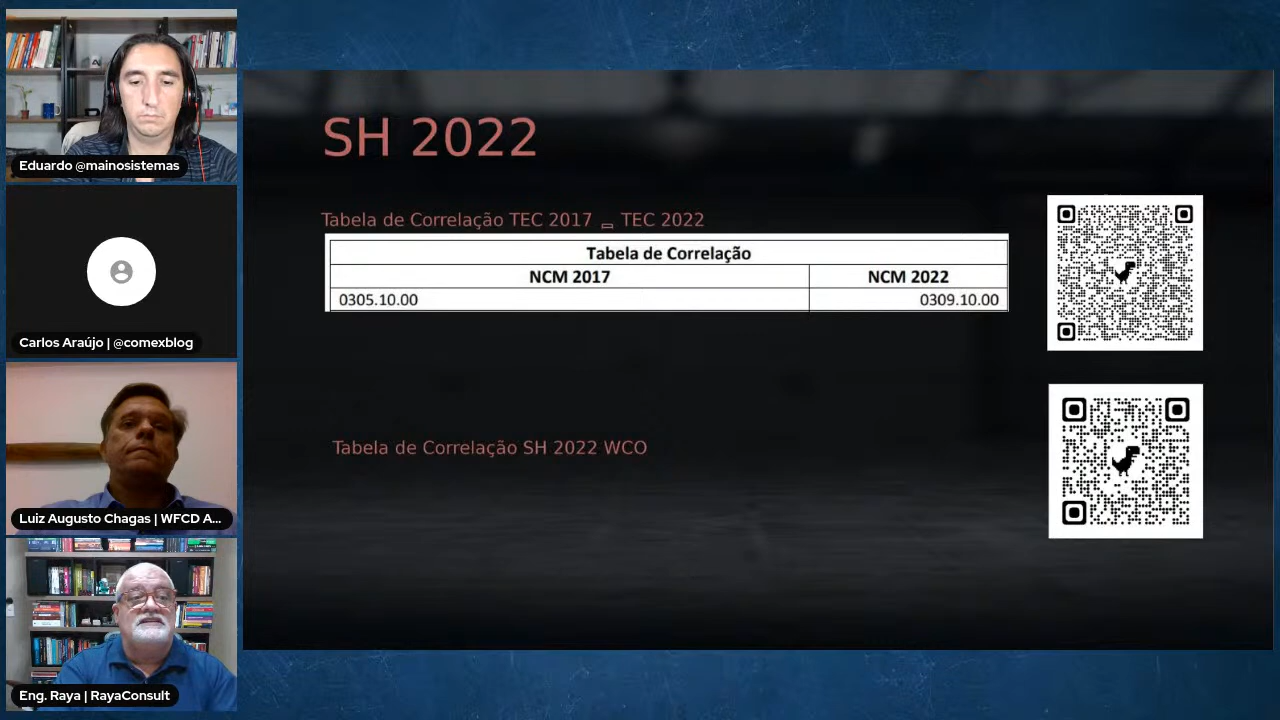 Eduardo @mainosistemas
Carlos Araújo | @comexblog
Luiz Augusto Chagas | WFCD A...
Eng. Raya | RayaConsult
SH 2022
Tabela de Correlação TEC 2017 TEC 2022
Tabela de Correlação
NCM 2017 NCM 2022
0305.10.00 0309.10.00
Tabela de Correlação SH 2022 WCO